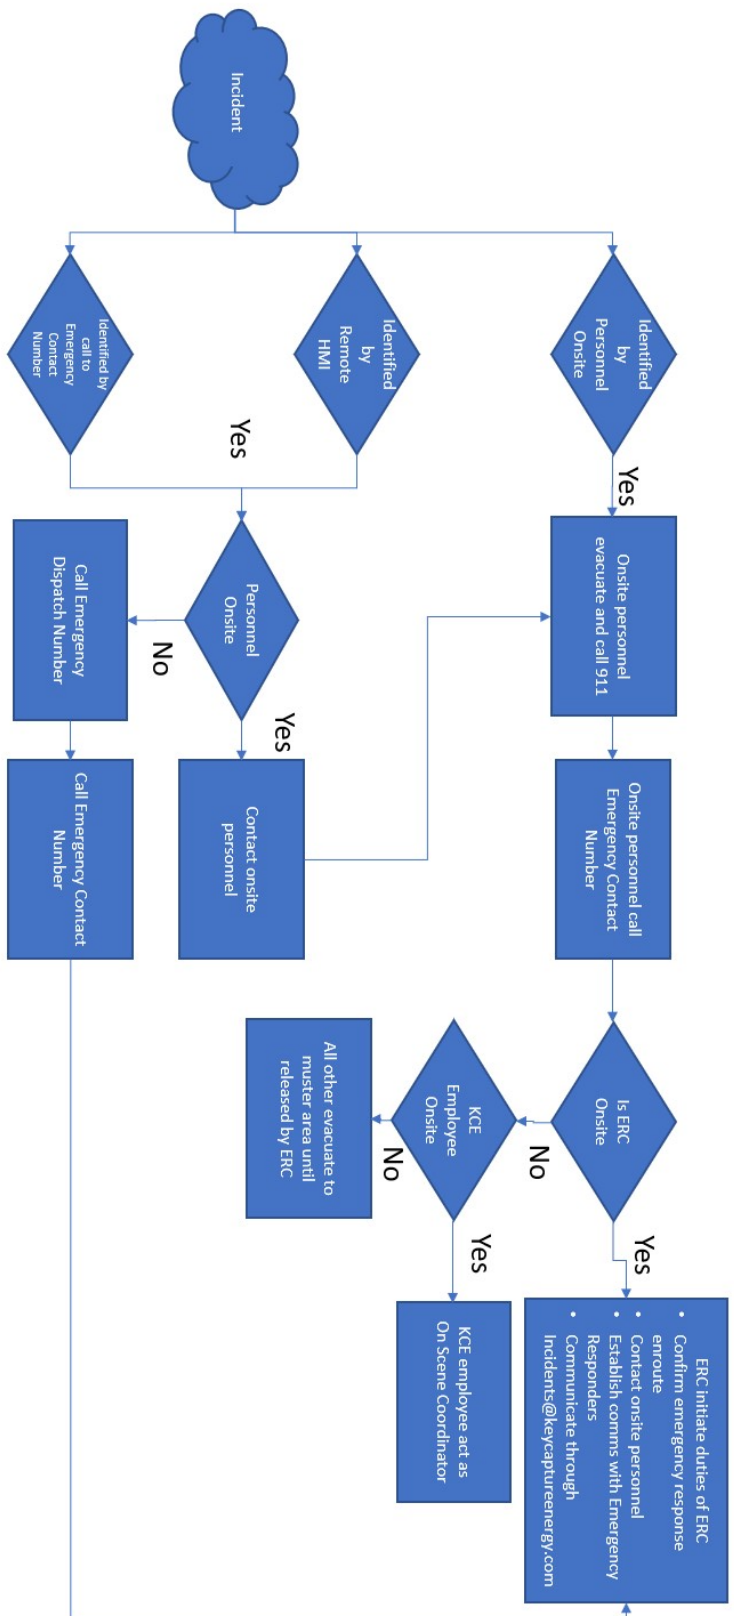 Incident
Identified
by
Personnel
Onsite
Identified
by
Remote
HMI
Identified by
call to
Emergency
Contact
Number
Yes
Yes
Onsite personnel
evacuate and call 911
Personnel
Onsite
No
Yes
Call Emergency
Dispatch Number
Onsite personnel call
Emergency Contact
Number
Contact onsite
personnel
Call Emergency Contact
Number
Is ERC
Onsite
No
Yes
KCE
Employee
Onsite
No
Yes
All other evacuate to
muster area until
released by ERC
ERC initiate duties of ERC
• Confirm emergency response
enroute
• Contact onsite personnel
• Establish comms with Emergency
Responders
• Communicate through
Incidents@keycaptureenergy.com
KCE employee act as
On Scene Coordinator